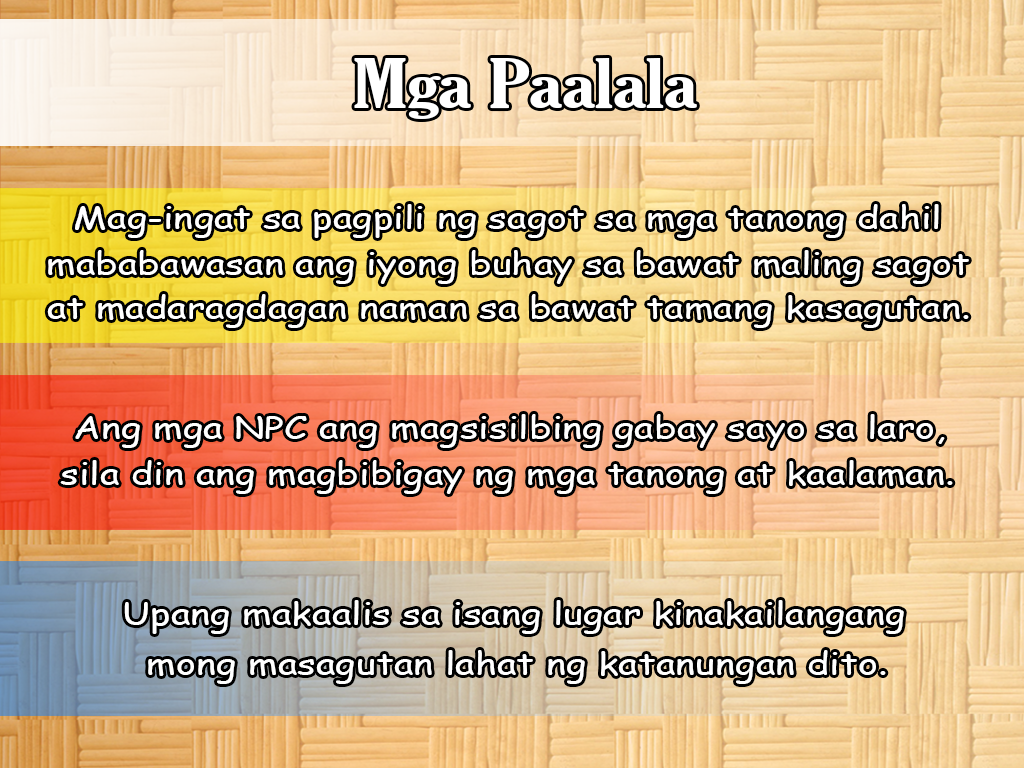 Mga Paalala
Mag-ingat sa pagpili ng sagot sa mga tanong dahil
mababawasan ang iyong buhay sa bawat maling sagot
at madaragdagan naman sa bawat tamang kasagutan.
Ang mga NPC ang magsisilbing gabay sayo sa laro,
sila din ang magbibigay ng mga tanong at kaalaman.
Upang makaalis sa isang lugar kinakailangang
mong masagutan lahat ng katanungan dito.